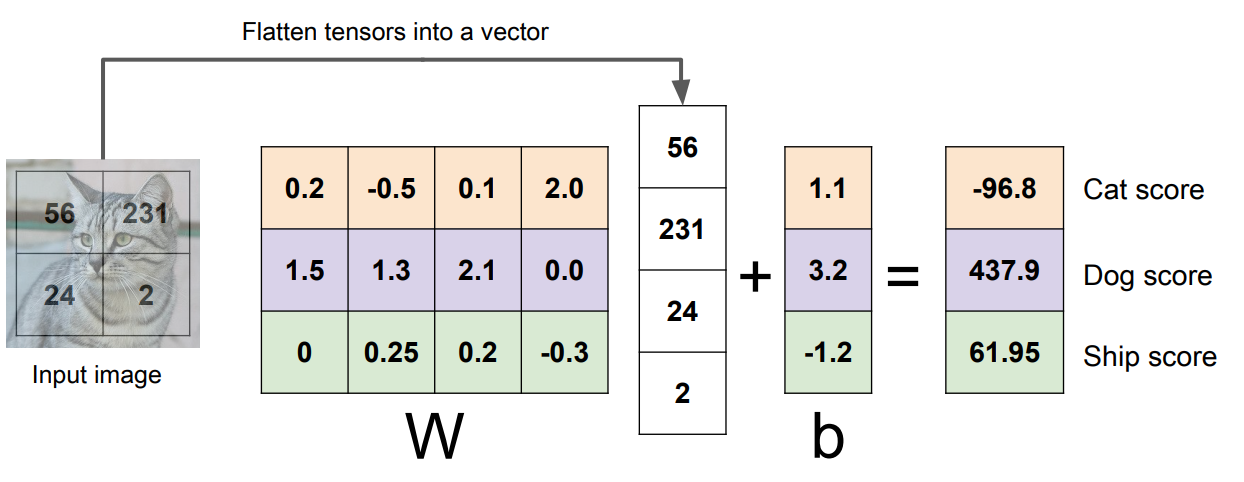 Flatten tensors into a vector
56 231
24 2
Input image
0.2 -0.5 0.1 2.0
1.5 1.3 2.1 0.0
0 0.25 0.2 -0.3
W
56
231
24
2
+
1.1
3.2
-1.2
b
=
-96.8 Cat score
437.9 Dog score
61.95 Ship score